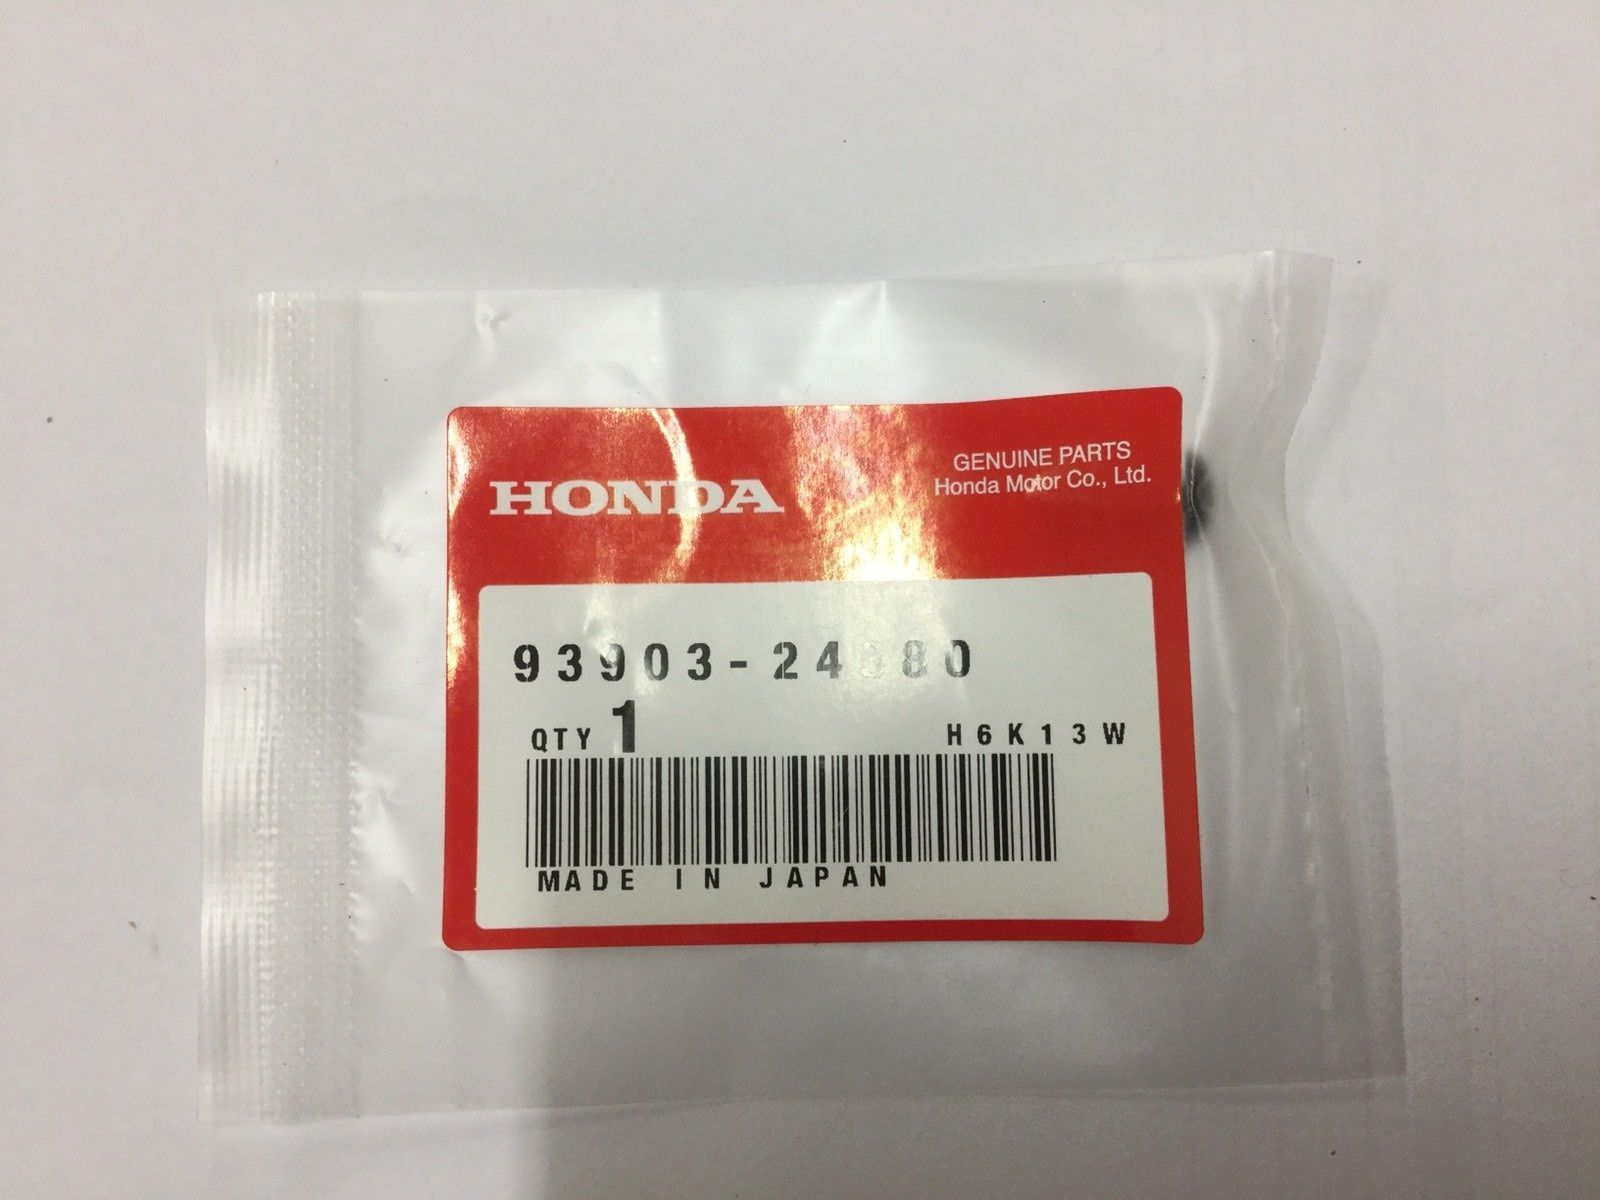 HONDA
GENUINE PARTS
Honda Motor Co., Ltd.
93903-24380
QTY 1
H6K13W
MADE IN JAPAN